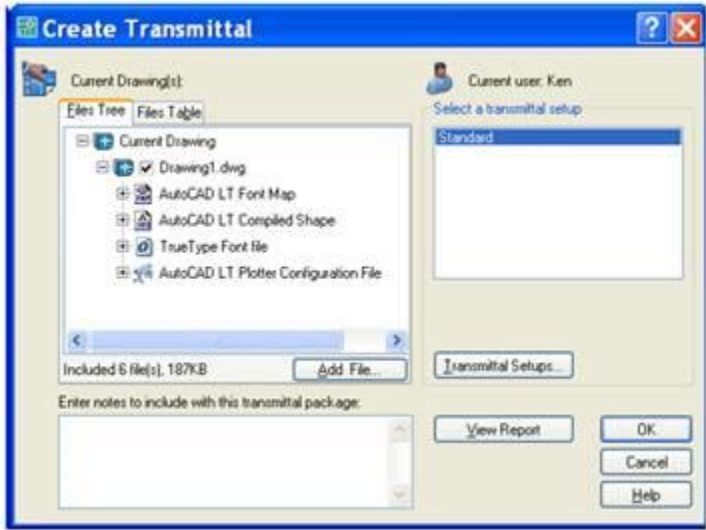 Create Transmittal
Current Drawing(s):
Current user: Ken
Files Tree
Files Table
Select a transmittal setup
Current Drawing
Drawing1.dwg
AutoCAD LT Font Map
AutoCAD LT Compiled Shape
TrueType Font file
AutoCAD LT Plotter Configuration File
Standard
Included 6 file(s), 187KB
Add File...
Transmittal Setups...
Enter notes to include with this transmittal package:
View Report
OK
Cancel
Help